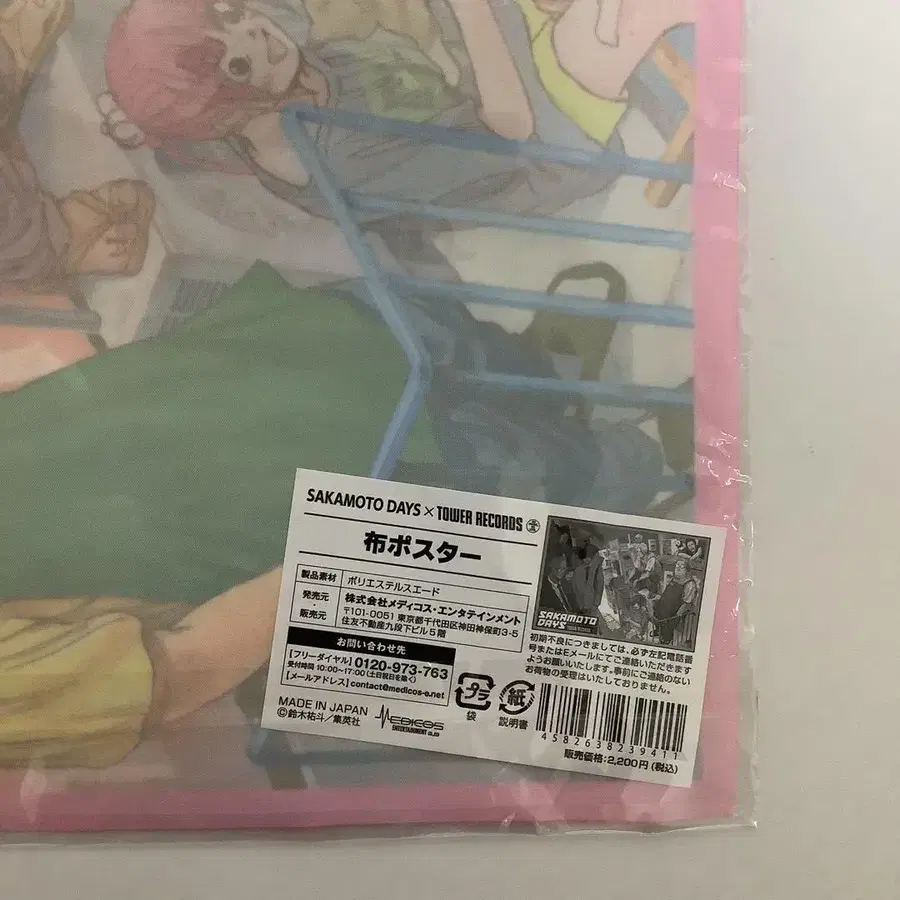 SAKAMOTO DAYS × TOWER RECORDS
布ポスター
製品素材 ポリエステルスエード
発売元・販売元 株式会社メディコス・エンタテインメント
〒101-0051 東京都千代田区神田神保町3-5
住友不動産九段下ビル5階
お問い合わせ先
【フリーダイヤル】0120-973-763
受付時間 10:00~17:00(土日祝日を除く)
【メールアドレス】contact@medicos-e.net
MADE IN JAPAN
©鈴木祐斗/集英社
MEDICOS
ENTERTAINMENT co.,ltd
プラ
袋
紙
説明書
SAKAMOTO
DAYS
初期不良につきましては、必ず左記電話番
号またはEメールにてご連絡いただきます
ようお願いいたします。事前にご連絡のない
お荷物の受理はいたしておりません。
4582638239411
販売価格:2,200円(税込)